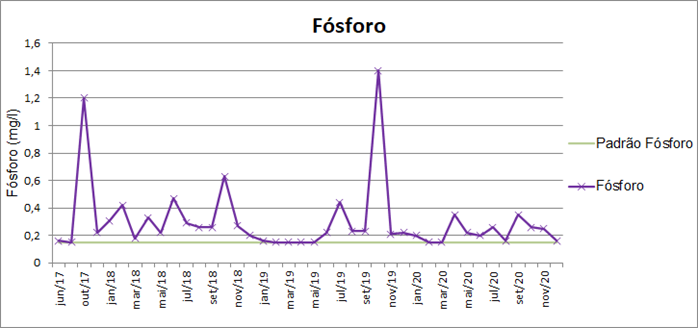 Fósforo
1,6
1,4
1,2
1
0,8
0,6
0,4
0,2
0
Fósforo (mg/l)
jun/17
out/17
jan/18
mar/18
mai/18
jul/18
set/18
nov/18
jan/19
mar/19
mai/19
jul/19
set/19
nov/19
jan/20
mar/20
mai/20
jul/20
set/20
nov/20
Padrão Fósforo
Fósforo